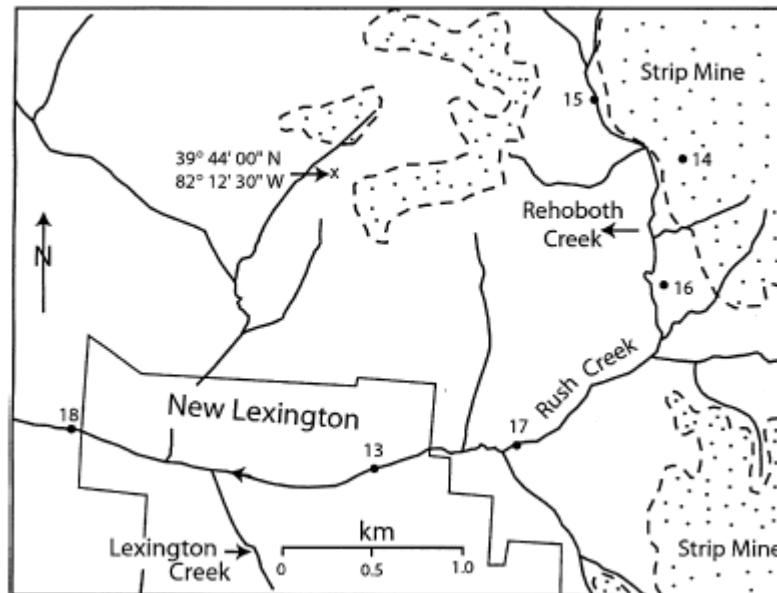 Strip Mine
15
14
39° 44' 00" N
82° 12' 30" W
x
Rehoboth
Creek
N
16
Rush Creek
New Lexington
18
17
13
km
Lexington
Creek
0 0.5 1.0
Strip Mine